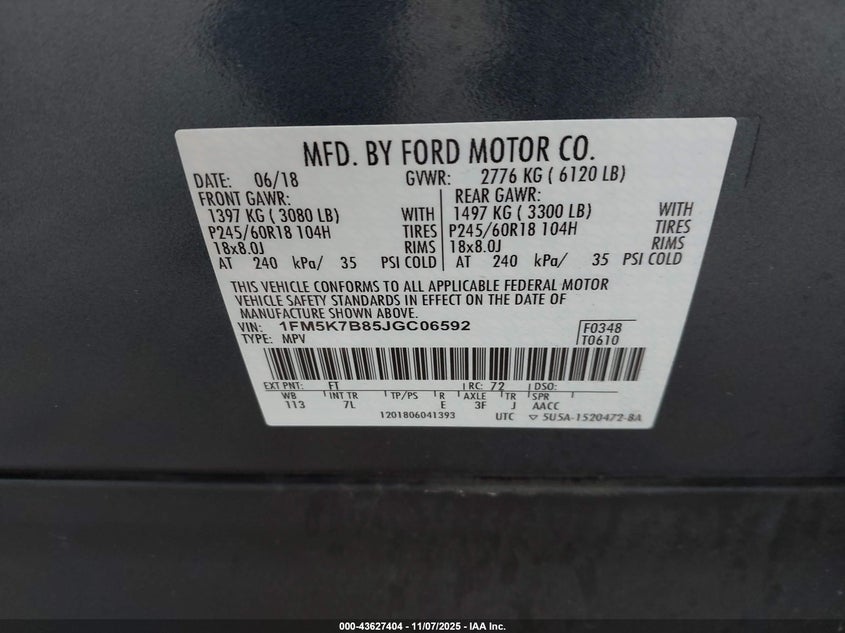 MFD. BY FORD MOTOR CO.
DATE: 06/18 GVWR: 2776 KG ( 6120 LB)
FRONT GAWR: REAR GAWR:
1397 KG ( 3080 LB) WITH 1497 KG ( 3300 LB) WITH
P245/60R18 104H TIRES P245/60R18 104H TIRES
18x8.0J RIMS 18x8.0J RIMS
AT 240 kPa/ 35 PSI COLD AT 240 kPa/ 35 PSI COLD
THIS VEHICLE CONFORMS TO ALL APPLICABLE FEDERAL MOTOR
VEHICLE SAFETY STANDARDS IN EFFECT ON THE DATE OF
MANUFACTURE SHOWN ABOVE.
VIN: 1FM5K7B85JGC06592 F0348
TYPE: MPV T0610
EXT PNT: FT RC: 72 DSO:
WB INT TR TP/PS R AXLE TR SPR
113 7L E 3F J AACC
1201806041393 UTC ▽ 5U5A-1520472-8A
000-43627404 - 11/07/2025 - IAA Inc.